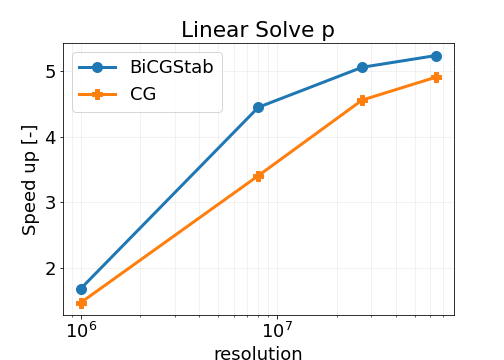 Linear Solve p
BiCGStab
CG
Speed up [-]
5
4
3
2
10^6
10^7
resolution